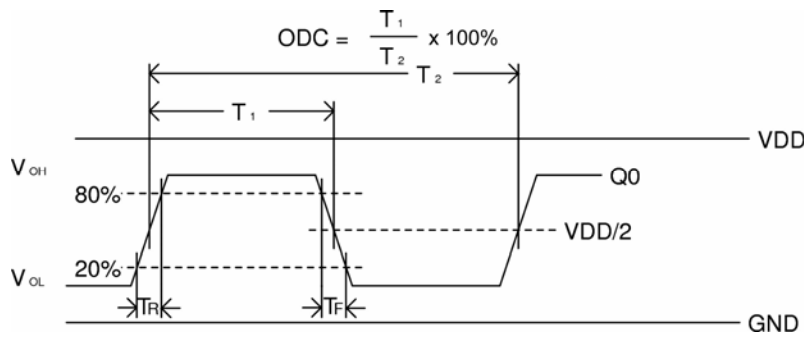 ODC = T1 / T2 x 100%
T2
T1
VDD
VOH
80%
Q0
VDD/2
20%
VOL
TR
TF
GND